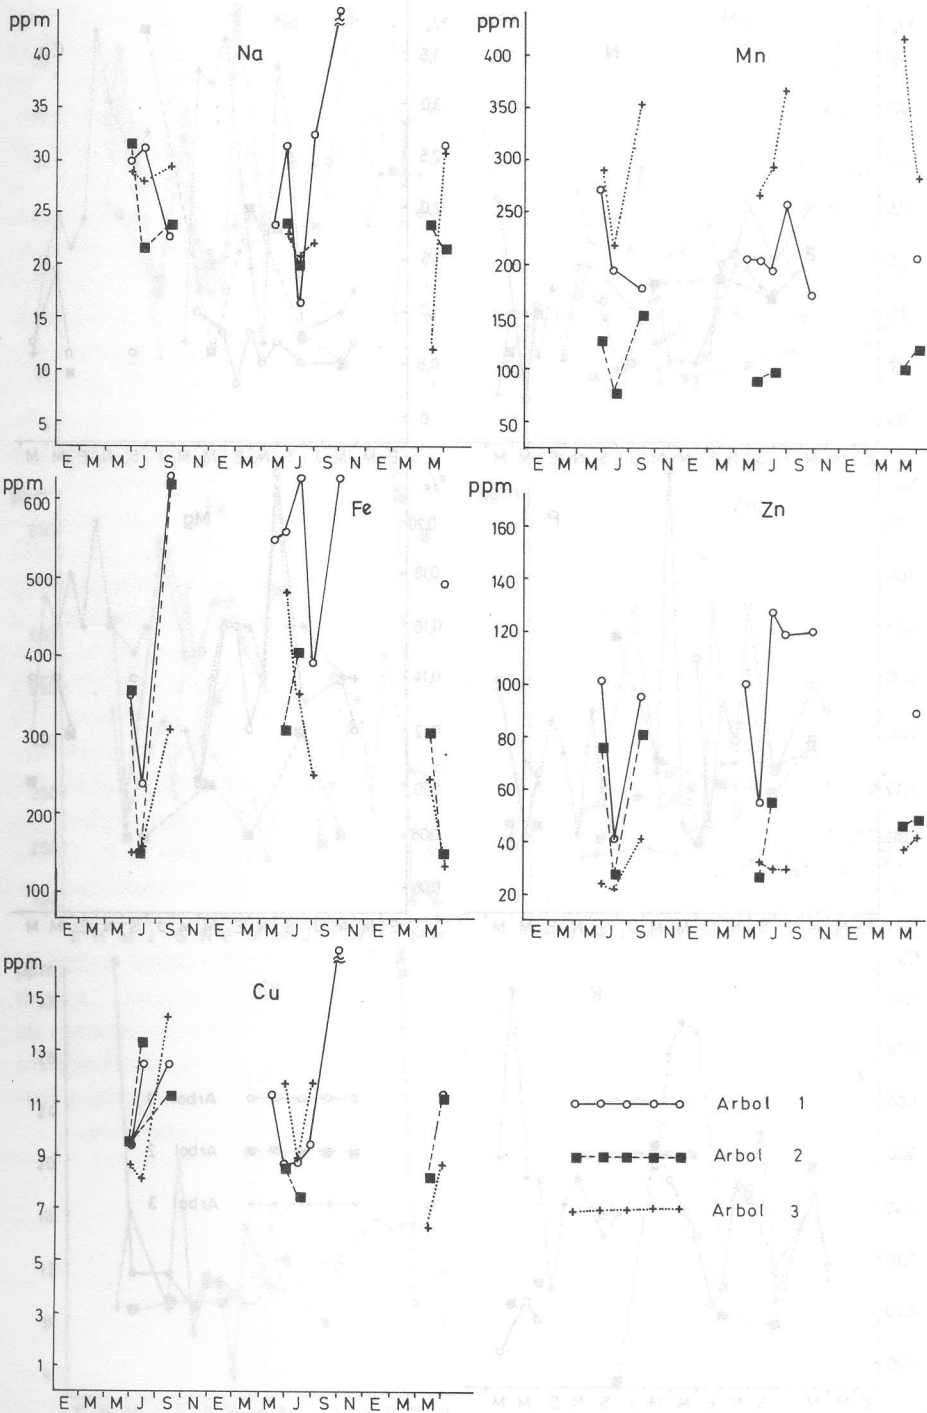 ppm
Na
40
35
30
25
20
15
10
5
E M M J S N E M M J S N E M M
ppm
Mn
400
350
300
250
200
150
100
50
E M M J S N E M M J S N E M M
ppm
Fe
600
500
400
300
200
100
E M M J S N E M M J S N E M M
ppm
Zn
160
140
120
100
80
60
40
20
E M M J S N E M M J S N E M M
ppm
Cu
15
13
11
9
7
5
3
1
E M M J S N E M M J S N E M M
Arbol 1
Arbol 2
Arbol 3